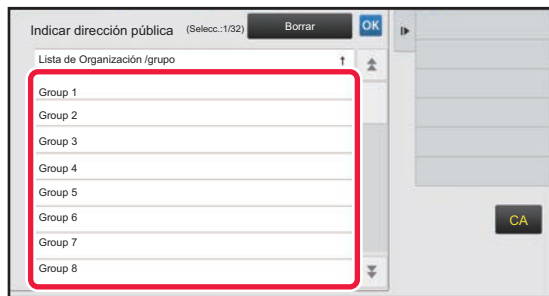 Indicar dirección pública (Selecc.:1/32) Borrar OK
Lista de Organización /grupo
Group 1
Group 2
Group 3
Group 4
Group 5
Group 6
Group 7
Group 8
CA